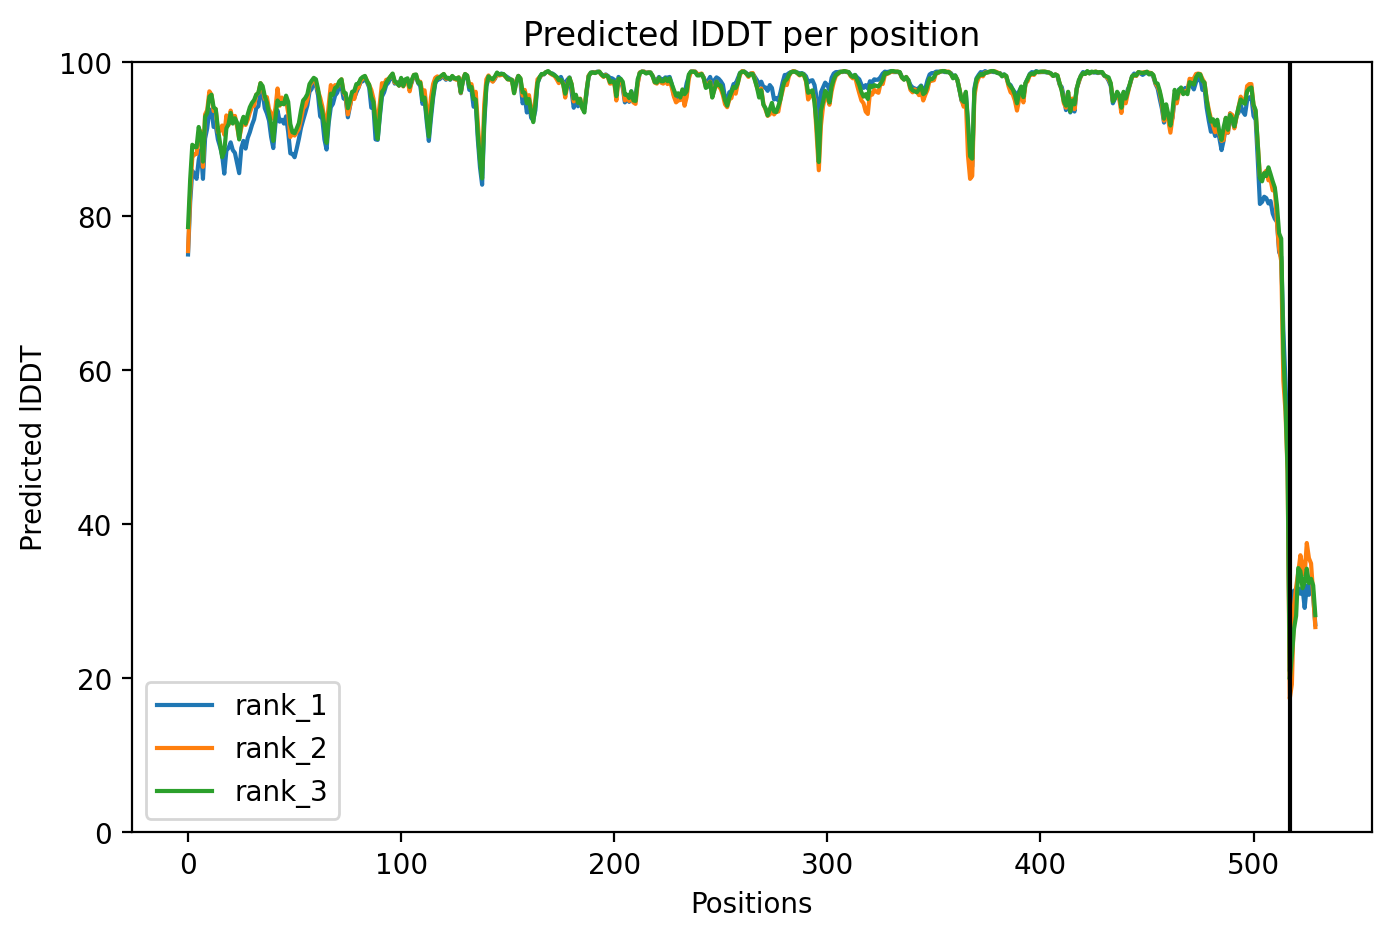 Predicted lDDT per position
100
80
60
40
20
0
Predicted lDDT
rank_1
rank_2
rank_3
0 100 200 300 400 500
Positions